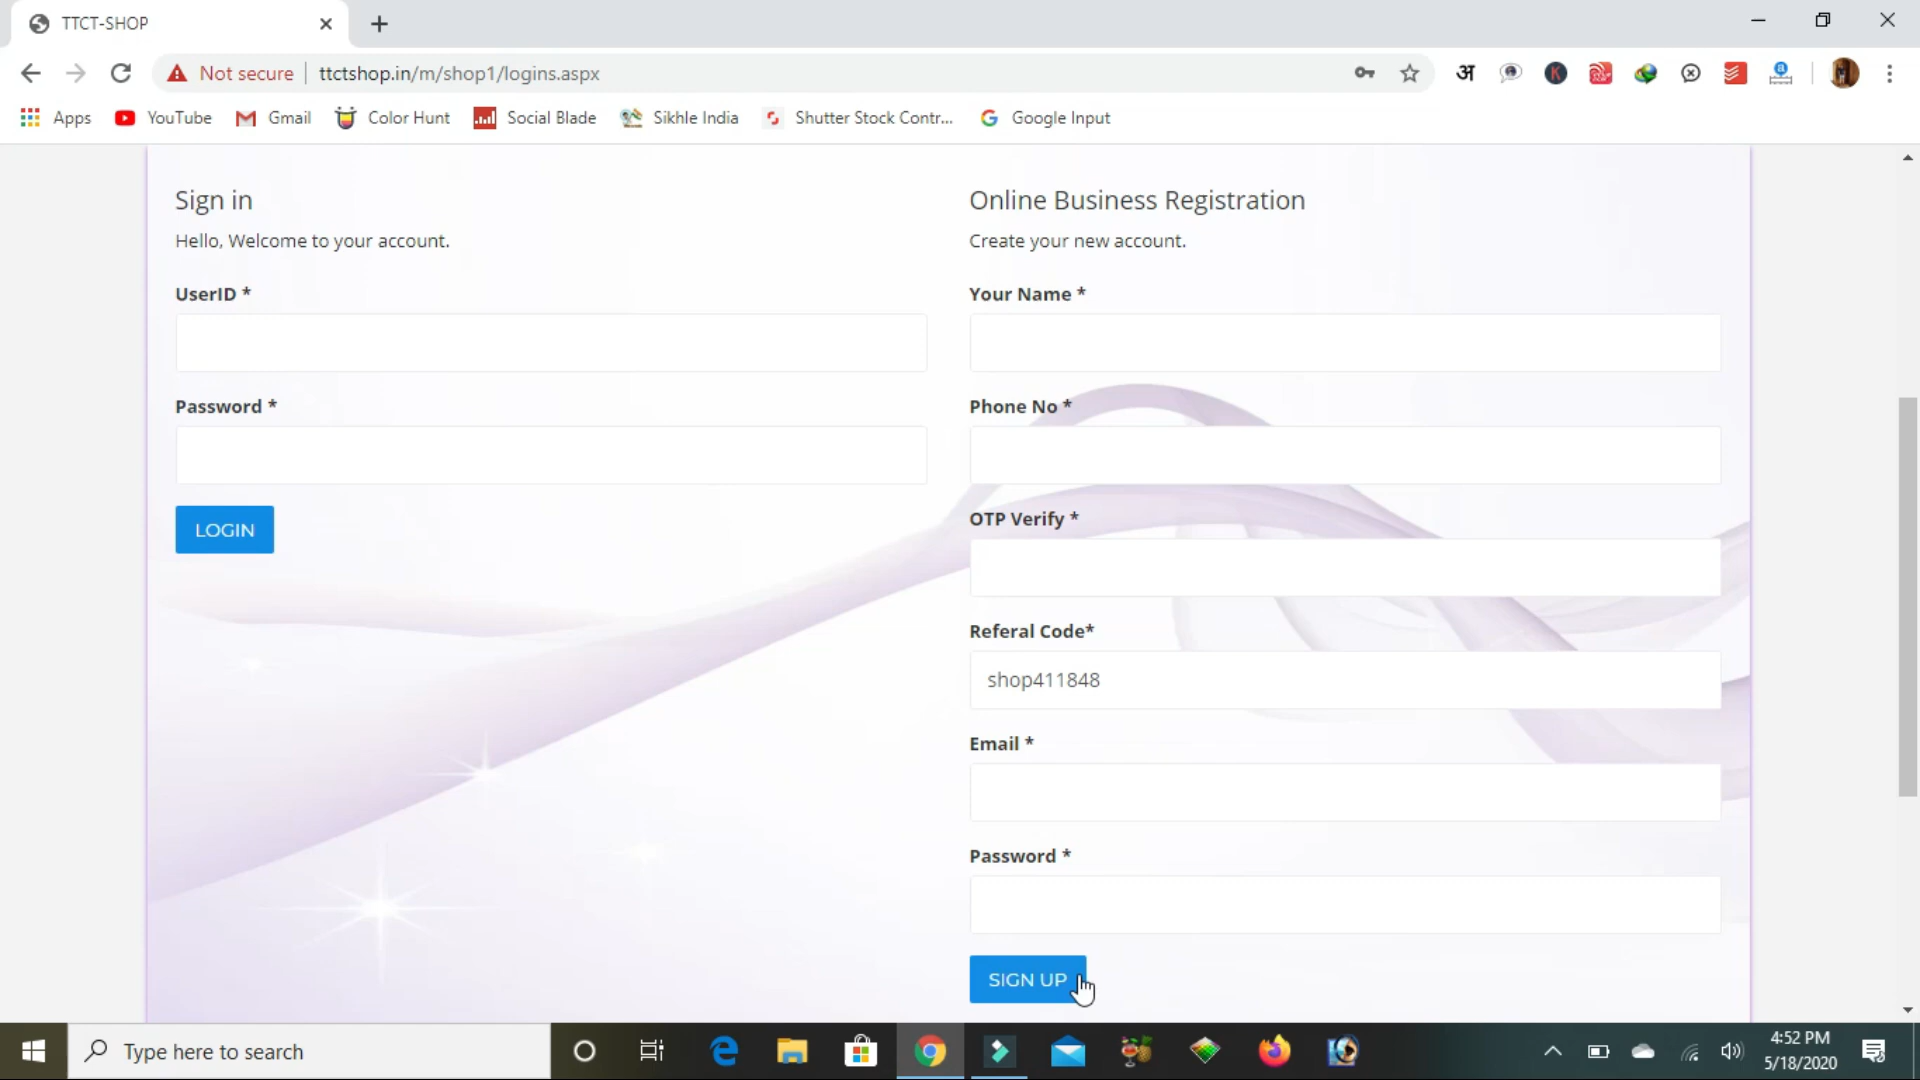 TTCT-SHOP
Not secure
ttctshop.in/m/shop1/logins.aspx
अ
K
a
Apps
YouTube
Gmail
Color Hunt
Social Blade
Sikhle India
Shutter Stock Contr...
Google Input
Sign in
Hello, Welcome to your account.
UserID *
Password *
LOGIN
Online Business Registration
Create your new account.
Your Name *
Phone No *
OTP Verify *
Referal Code*
shop411848
Email *
Password *
SIGN UP
Type here to search
4:52 PM
5/18/2020